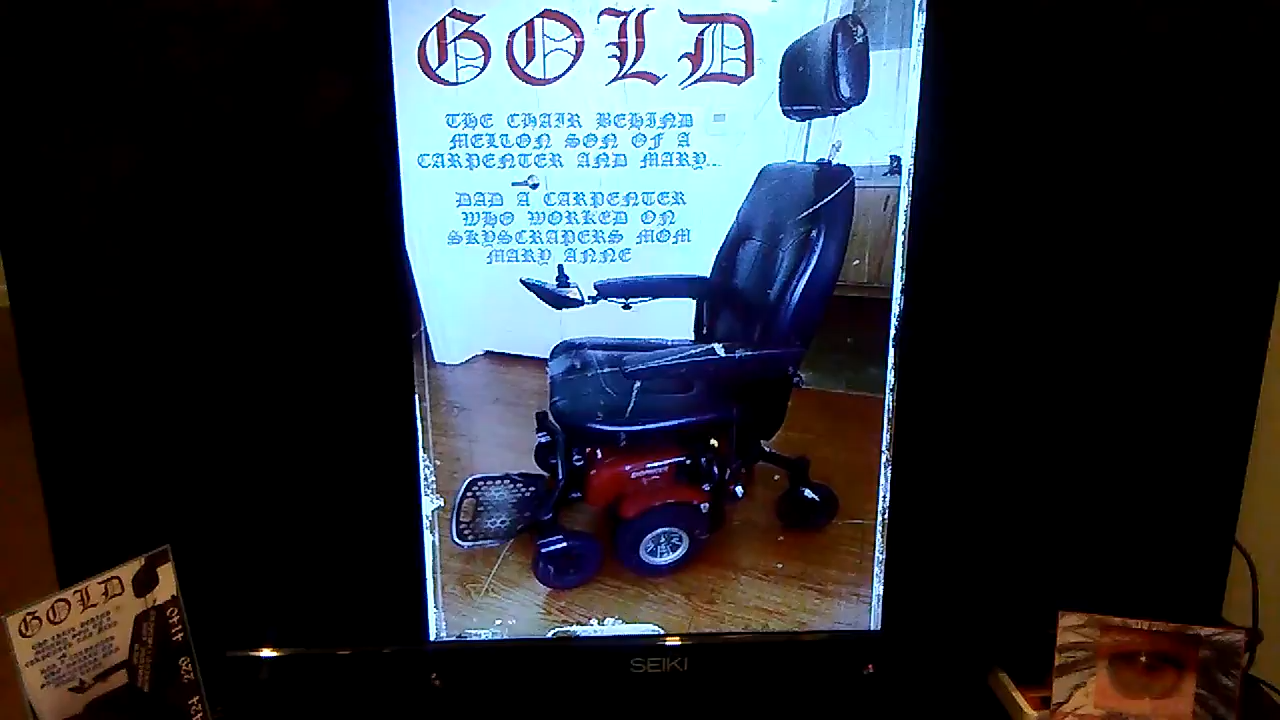 GOLD
THE CHAIR BEHIND
MELTON SON OF A
CARPENTER AND MARY...
DAD A CARPENTER
WHO WORKED ON
SKYSCRAPERS MOM
MARY ANNE
SEIKI
GOLD